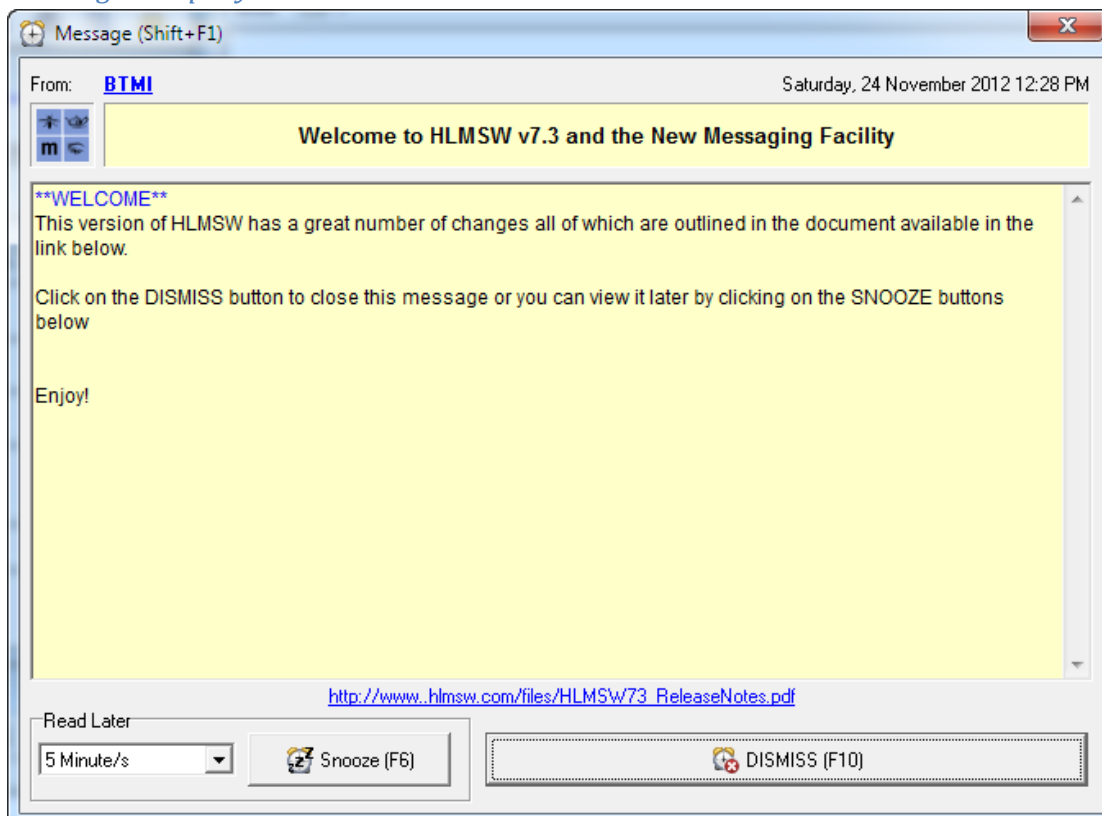 Message (Shift+F1)
From: BTMI Saturday, 24 November 2012 12:28 PM
m
Welcome to HLMSW v7.3 and the New Messaging Facility
**WELCOME**
This version of HLMSW has a great number of changes all of which are outlined in the document available in the
link below.
Click on the DISMISS button to close this message or you can view it later by clicking on the SNOOZE buttons
below
Enjoy!
http://www..hlmsw.com/files/HLMSW73_ReleaseNotes.pdf
Read Later
5 Minute/s
Snooze (F6)
DISMISS (F10)